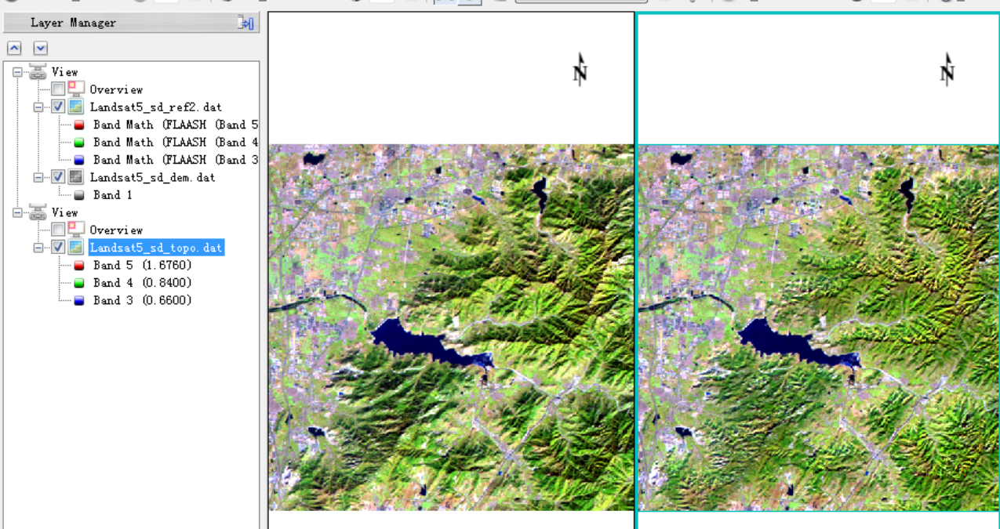 Layer Manager
View
Overview
Landsat5_sd_ref2.dat
Band Math (FLAASH (Band 5
Band Math (FLAASH (Band 4
Band Math (FLAASH (Band 3
Landsat5_sd_dem.dat
Band 1
View
Overview
Landsat5_sd_topo.dat
Band 5 (1.6760)
Band 4 (0.8400)
Band 3 (0.6600)
N
N